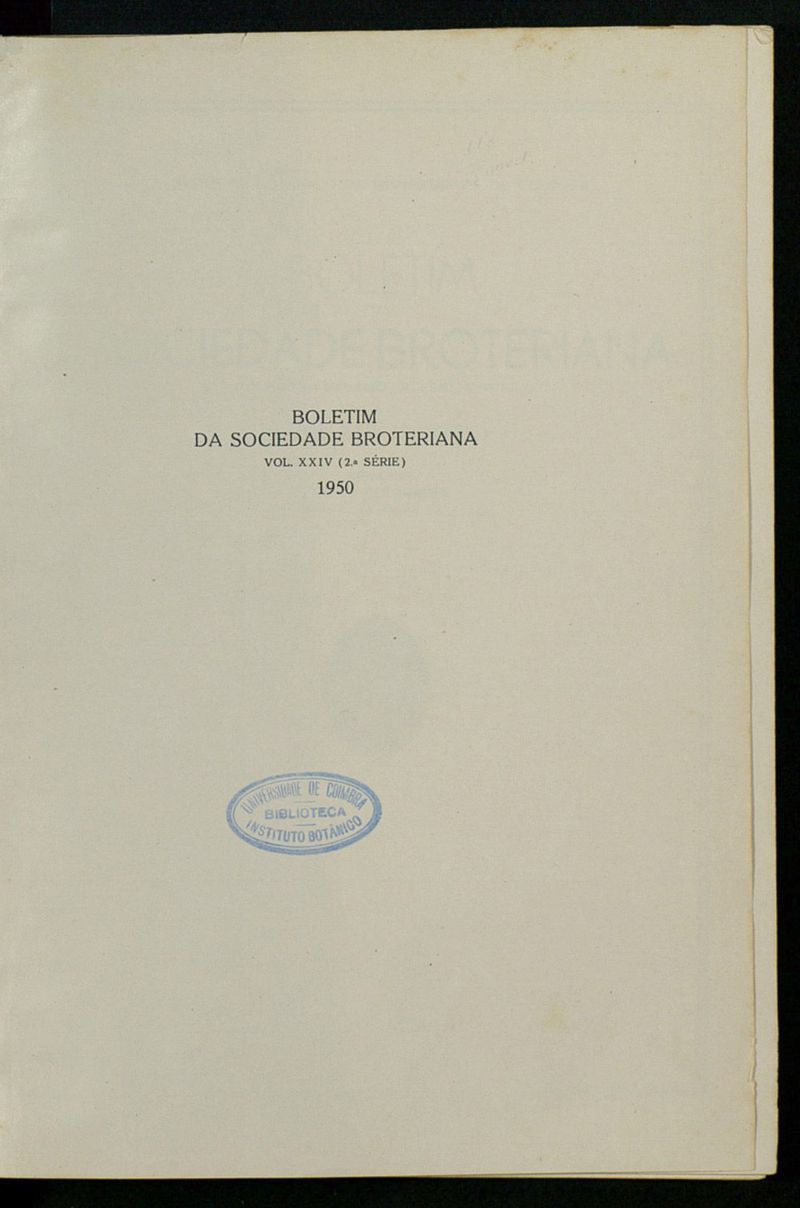 BOLETIM
DA SOCIEDADE BROTERIANA
VOL. XXIV (2.ª SÉRIE)
1950
UNIVERSIDADE DE COIMBRA
BIBLIOTECA
INSTITUTO BOTÂNICO